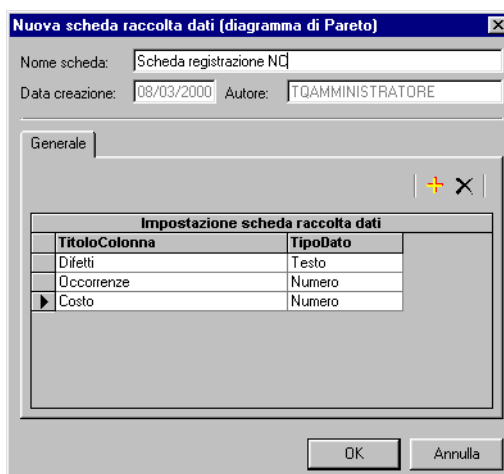 Nuova scheda raccolta dati (diagramma di Pareto)
Nome scheda: Scheda registrazione NC
Data creazione: 08/03/2000 Autore: TQAMMINISTRATORE
Generale
Impostazione scheda raccolta dati
TitoloColonna TipoDato
Difetti Testo
Occorrenze Numero
Costo Numero
OK Annulla